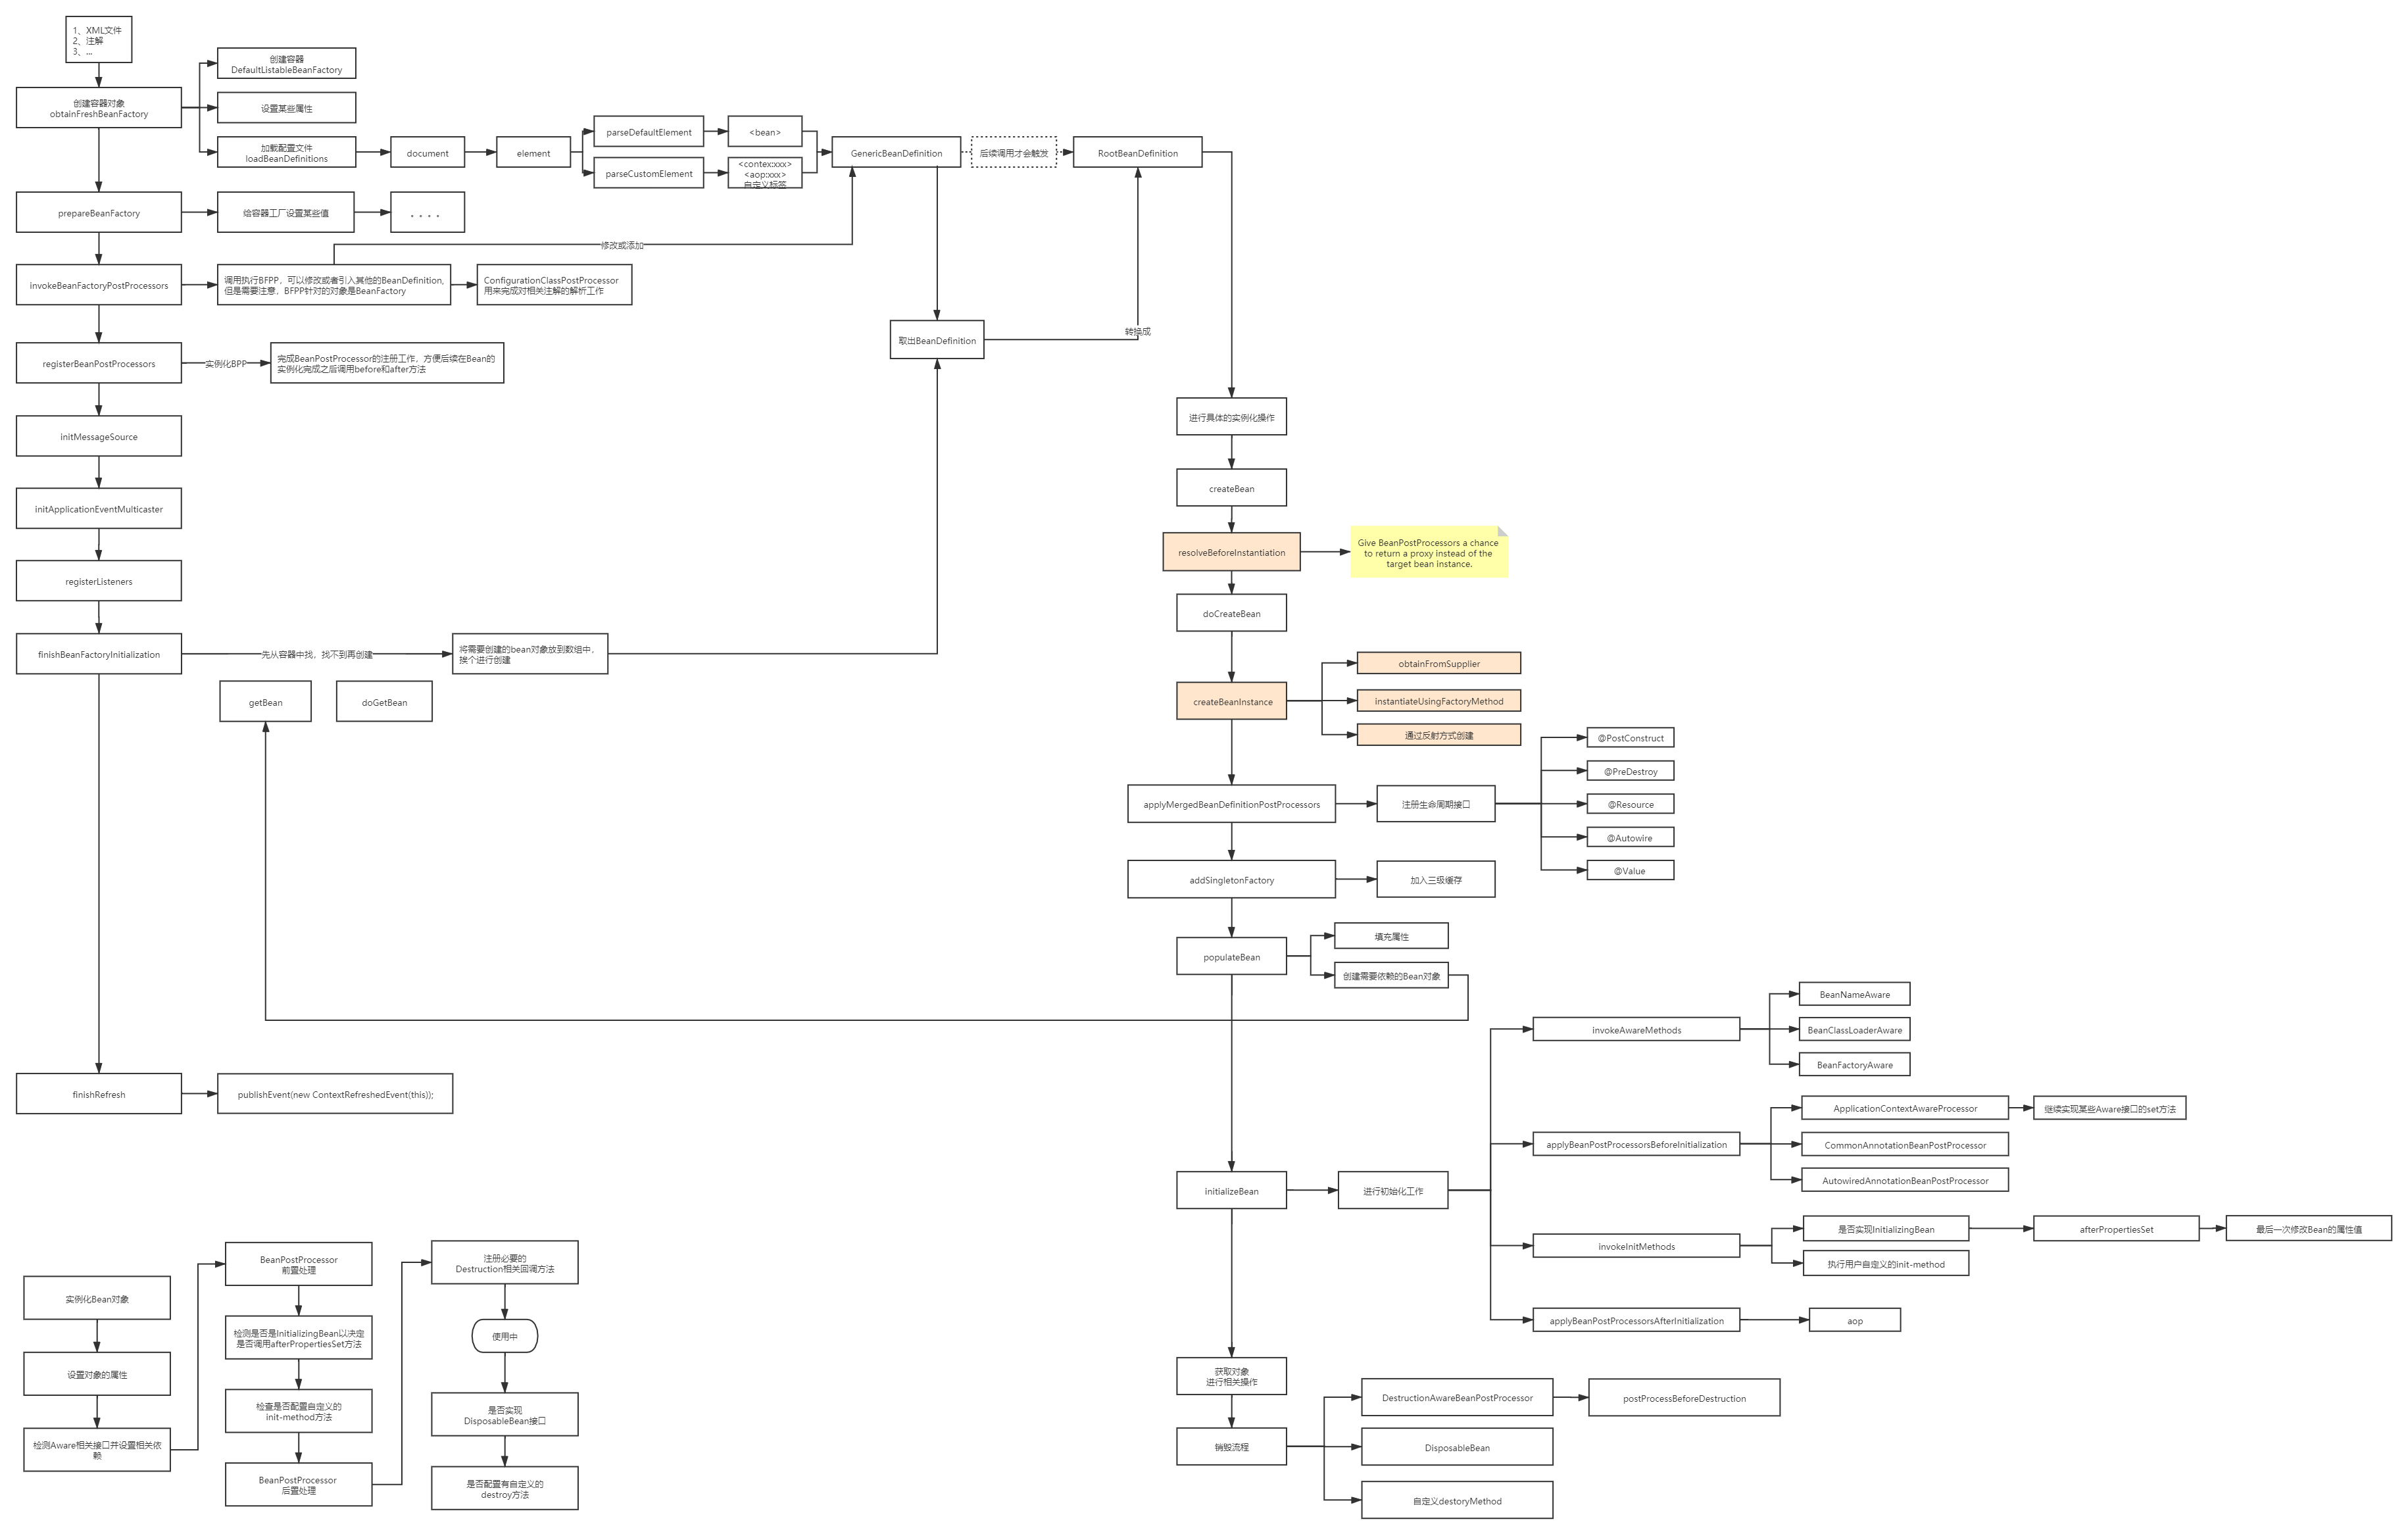 1、XML文件
2、注解
3、...
创建容器对象
obtainFreshBeanFactory
创建容器
DefaultListableBeanFactory
设置某些属性
加载配置文件
loadBeanDefinitions
document
element
parseDefaultElement
<bean>
parseCustomElement
<contex:xxx>
<aop:xxx>
自定义标签
GenericBeanDefinition
后续调用才会触发
RootBeanDefinition
prepareBeanFactory
给容器工厂设置某些值
. . . .
修改或添加
invokeBeanFactoryPostProcessors
调用执行BFPP，可以修改或者引入其他的BeanDefinition,
但是需要注意，BFPP针对的对象是BeanFactory
ConfigurationClassPostProcessor
用来完成对相关注解的解析工作
取出BeanDefinition
转换成
registerBeanPostProcessors
实例化BPP
完成BeanPostProcessor的注册工作，方便后续在Bean的
实例化完成之后调用before和after方法
initMessageSource
initApplicationEventMulticaster
registerListeners
finishBeanFactoryInitialization
先从容器中找，找不到再创建
将需要创建的bean对象放到数组中，
挨个进行创建
getBean
doGetBean
finishRefresh
publishEvent(new ContextRefreshedEvent(this));
进行具体的实例化操作
createBean
resolveBeforeInstantiation
Give BeanPostProcessors a chance
to return a proxy instead of the
target bean instance.
doCreateBean
createBeanInstance
obtainFromSupplier
instantiateUsingFactoryMethod
通过反射方式创建
applyMergedBeanDefinitionPostProcessors
注册生命周期接口
@PostConstruct
@PreDestroy
@Resource
@Autowire
@Value
addSingletonFactory
加入三级缓存
populateBean
填充属性
创建需要依赖的Bean对象
initializeBean
进行初始化工作
invokeAwareMethods
BeanNameAware
BeanClassLoaderAware
BeanFactoryAware
applyBeanPostProcessorsBeforeInitialization
ApplicationContextAwareProcessor
继续实现某些Aware接口的set方法
CommonAnnotationBeanPostProcessor
AutowiredAnnotationBeanPostProcessor
invokeInitMethods
是否实现InitializingBean
afterPropertiesSet
最后一次修改Bean的属性值
执行用户自定义的init-method
applyBeanPostProcessorsAfterInitialization
aop
获取对象
进行相关操作
销毁流程
DestructionAwareBeanPostProcessor
postProcessBeforeDestruction
DisposableBean
自定义destoryMethod
实例化Bean对象
设置对象的属性
检测Aware相关接口并设置相关依
赖
BeanPostProcessor
前置处理
检测是否是InitializingBean以决定
是否调用afterPropertiesSet方法
检查是否配置自定义的
init-method方法
BeanPostProcessor
后置处理
注册必要的
Destruction相关回调方法
使用中
是否实现
DisposableBean接口
是否配置有自定义的
destroy方法